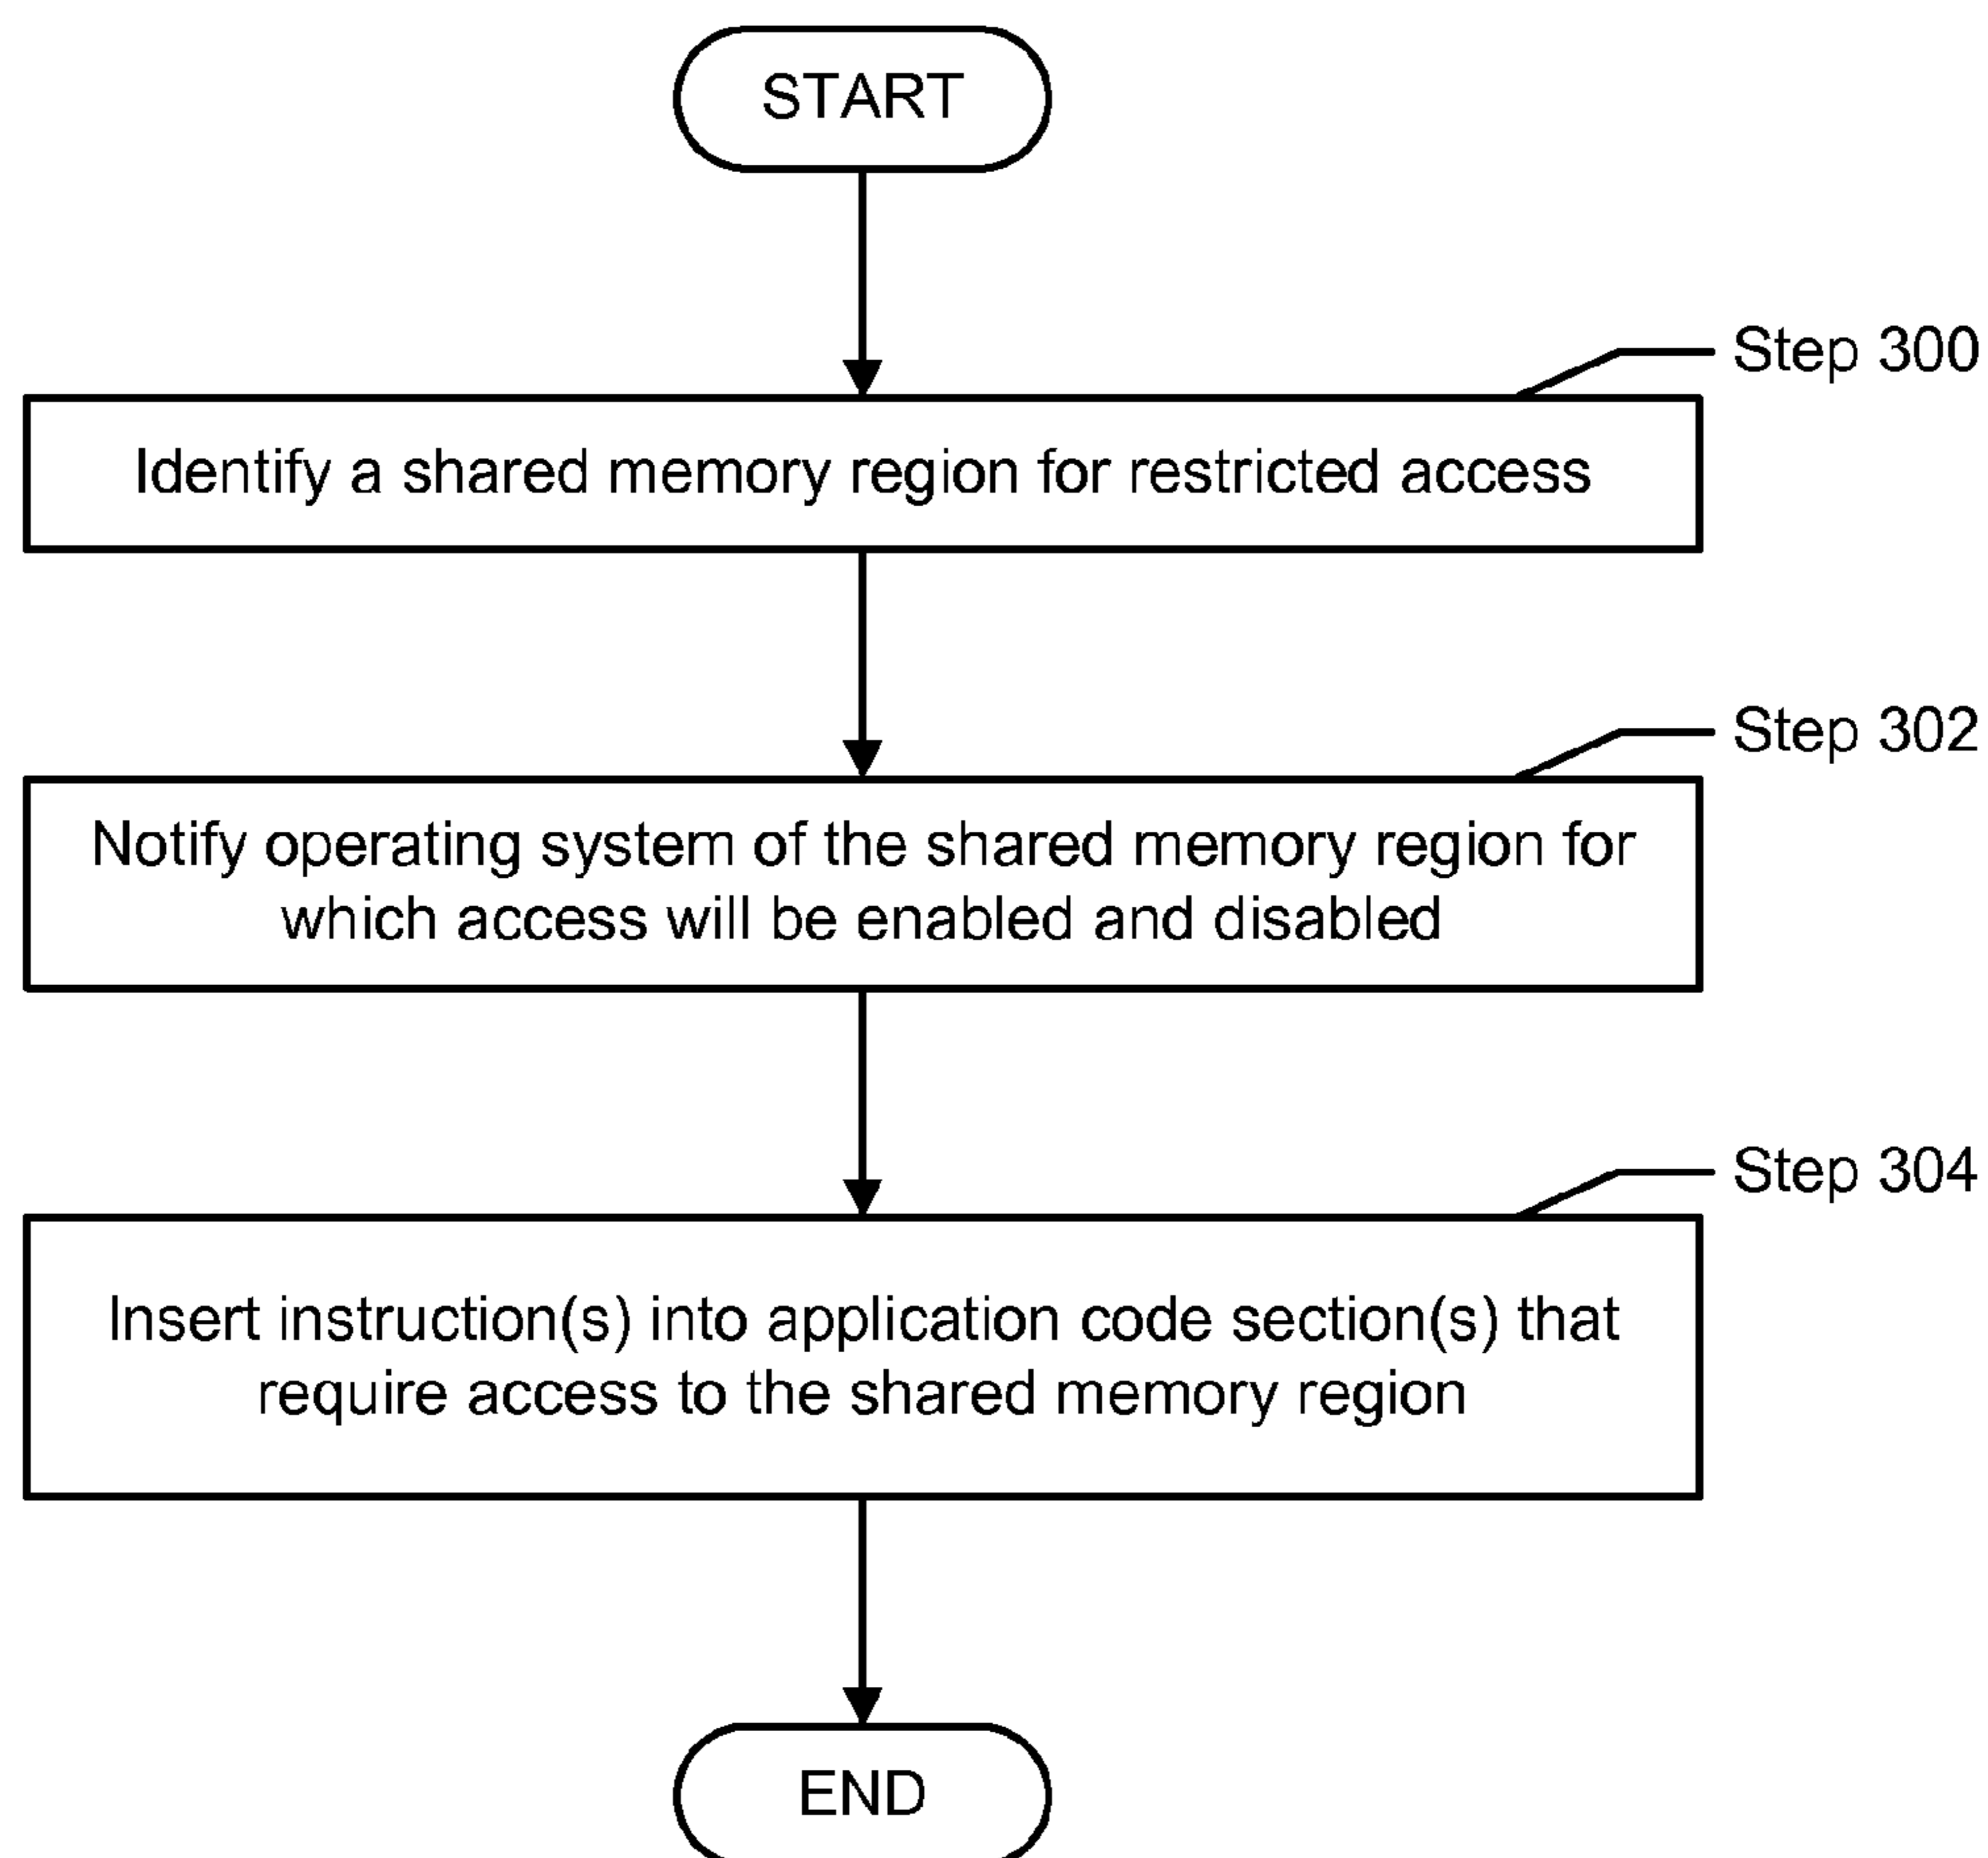 START
Step 300
Identify a shared memory region for restricted access
Step 302
Notify operating system of the shared memory region for
which access will be enabled and disabled
Step 304
Insert instruction(s) into application code section(s) that
require access to the shared memory region
END